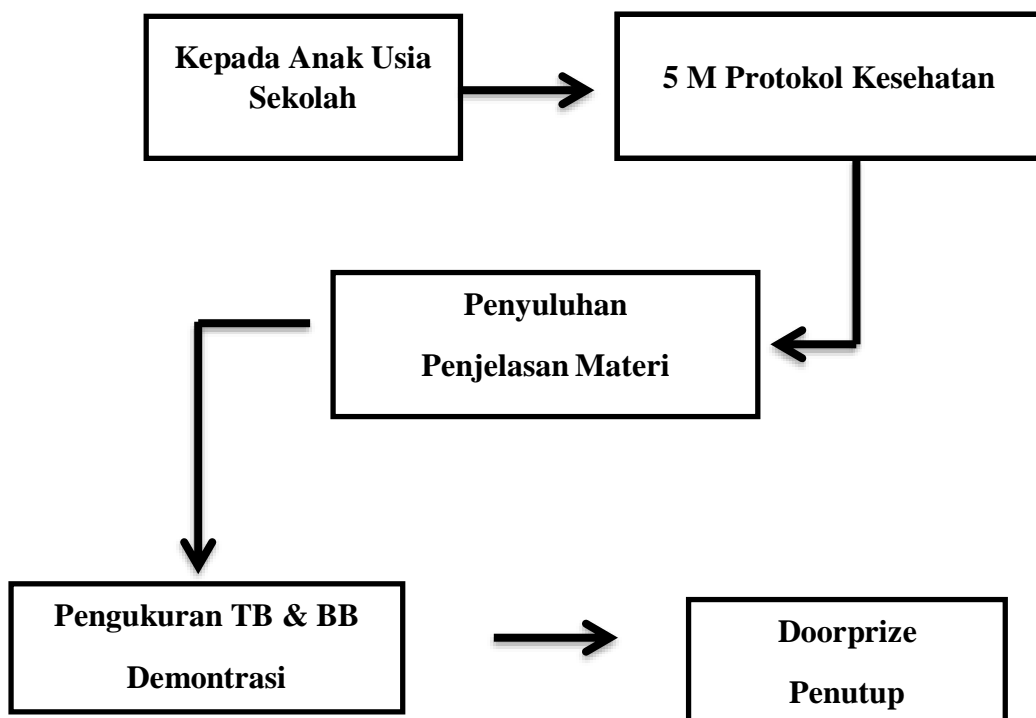 Kepada Anak Usia
Sekolah
5 M Protokol Kesehatan
Penyuluhan
Penjelasan Materi
Pengukuran TB & BB
Demontrasi
Doorprize
Penutup